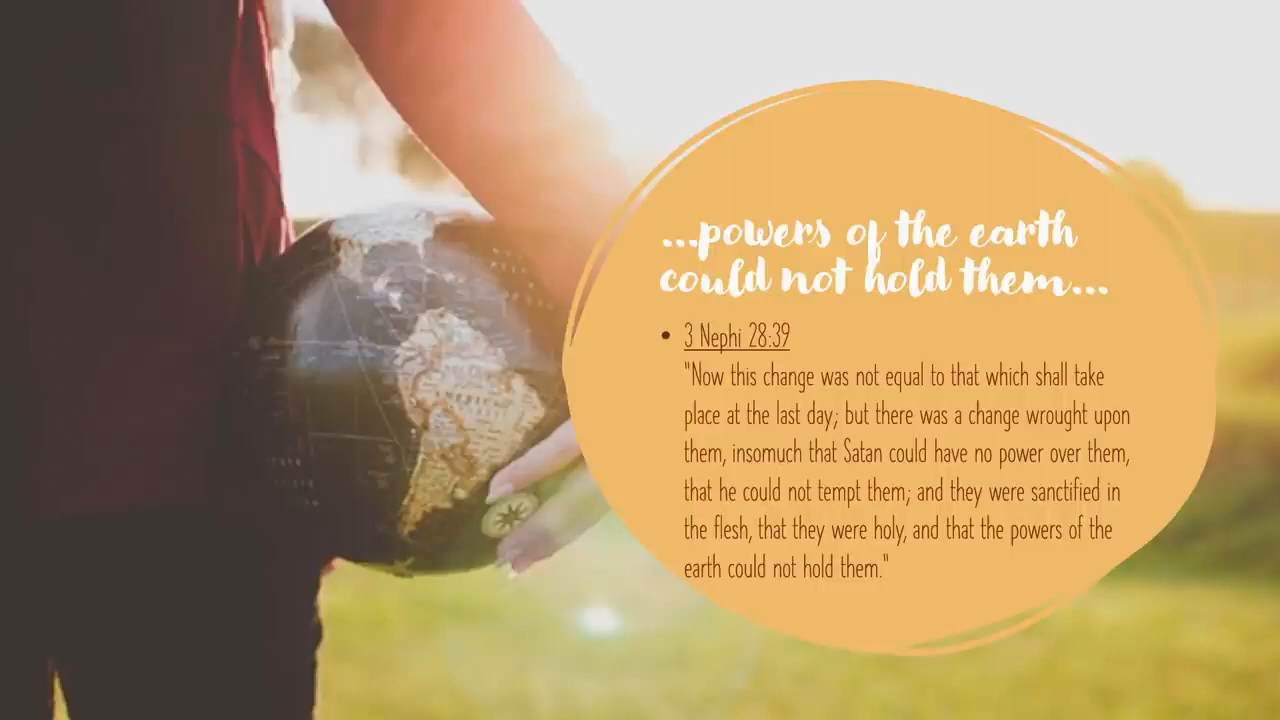 ...powers of the earth
could not hold them...
• 3 Nephi 28:39
"Now this change was not equal to that which shall take
place at the last day; but there was a change wrought upon
them, insomuch that Satan could have no power over them,
that he could not tempt them; and they were sanctified in
the flesh, that they were holy, and that the powers of the
earth could not hold them."